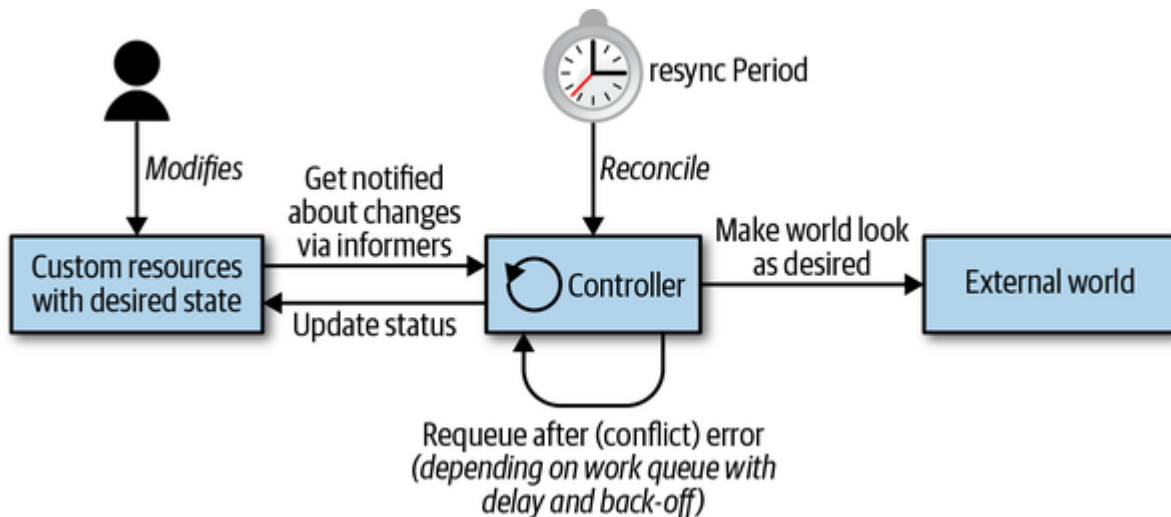 resync Period
Modifies
Reconcile
Get notified
about changes
via informers
Make world look
as desired
Custom resources
with desired state
Controller
External world
Update status
Requeue after (conflict) error
(depending on work queue with
delay and back-off)